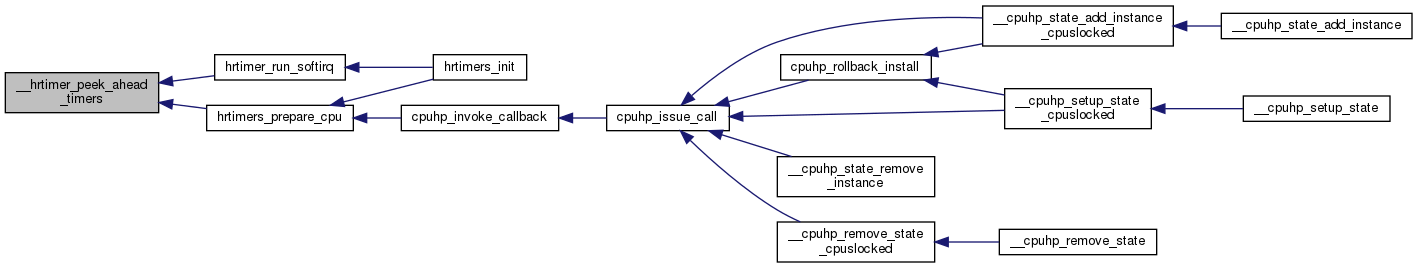 __hrtimer_peek_ahead
_timers
hrtimer_run_softirq
hrtimers_prepare_cpu
hrtimers_init
cpuhp_invoke_callback
cpuhp_issue_call
__cpuhp_state_add_instance
_cpuslocked
__cpuhp_state_add_instance
cpuhp_rollback_install
__cpuhp_setup_state
_cpuslocked
__cpuhp_setup_state
__cpuhp_state_remove
_instance
__cpuhp_remove_state
_cpuslocked
__cpuhp_remove_state